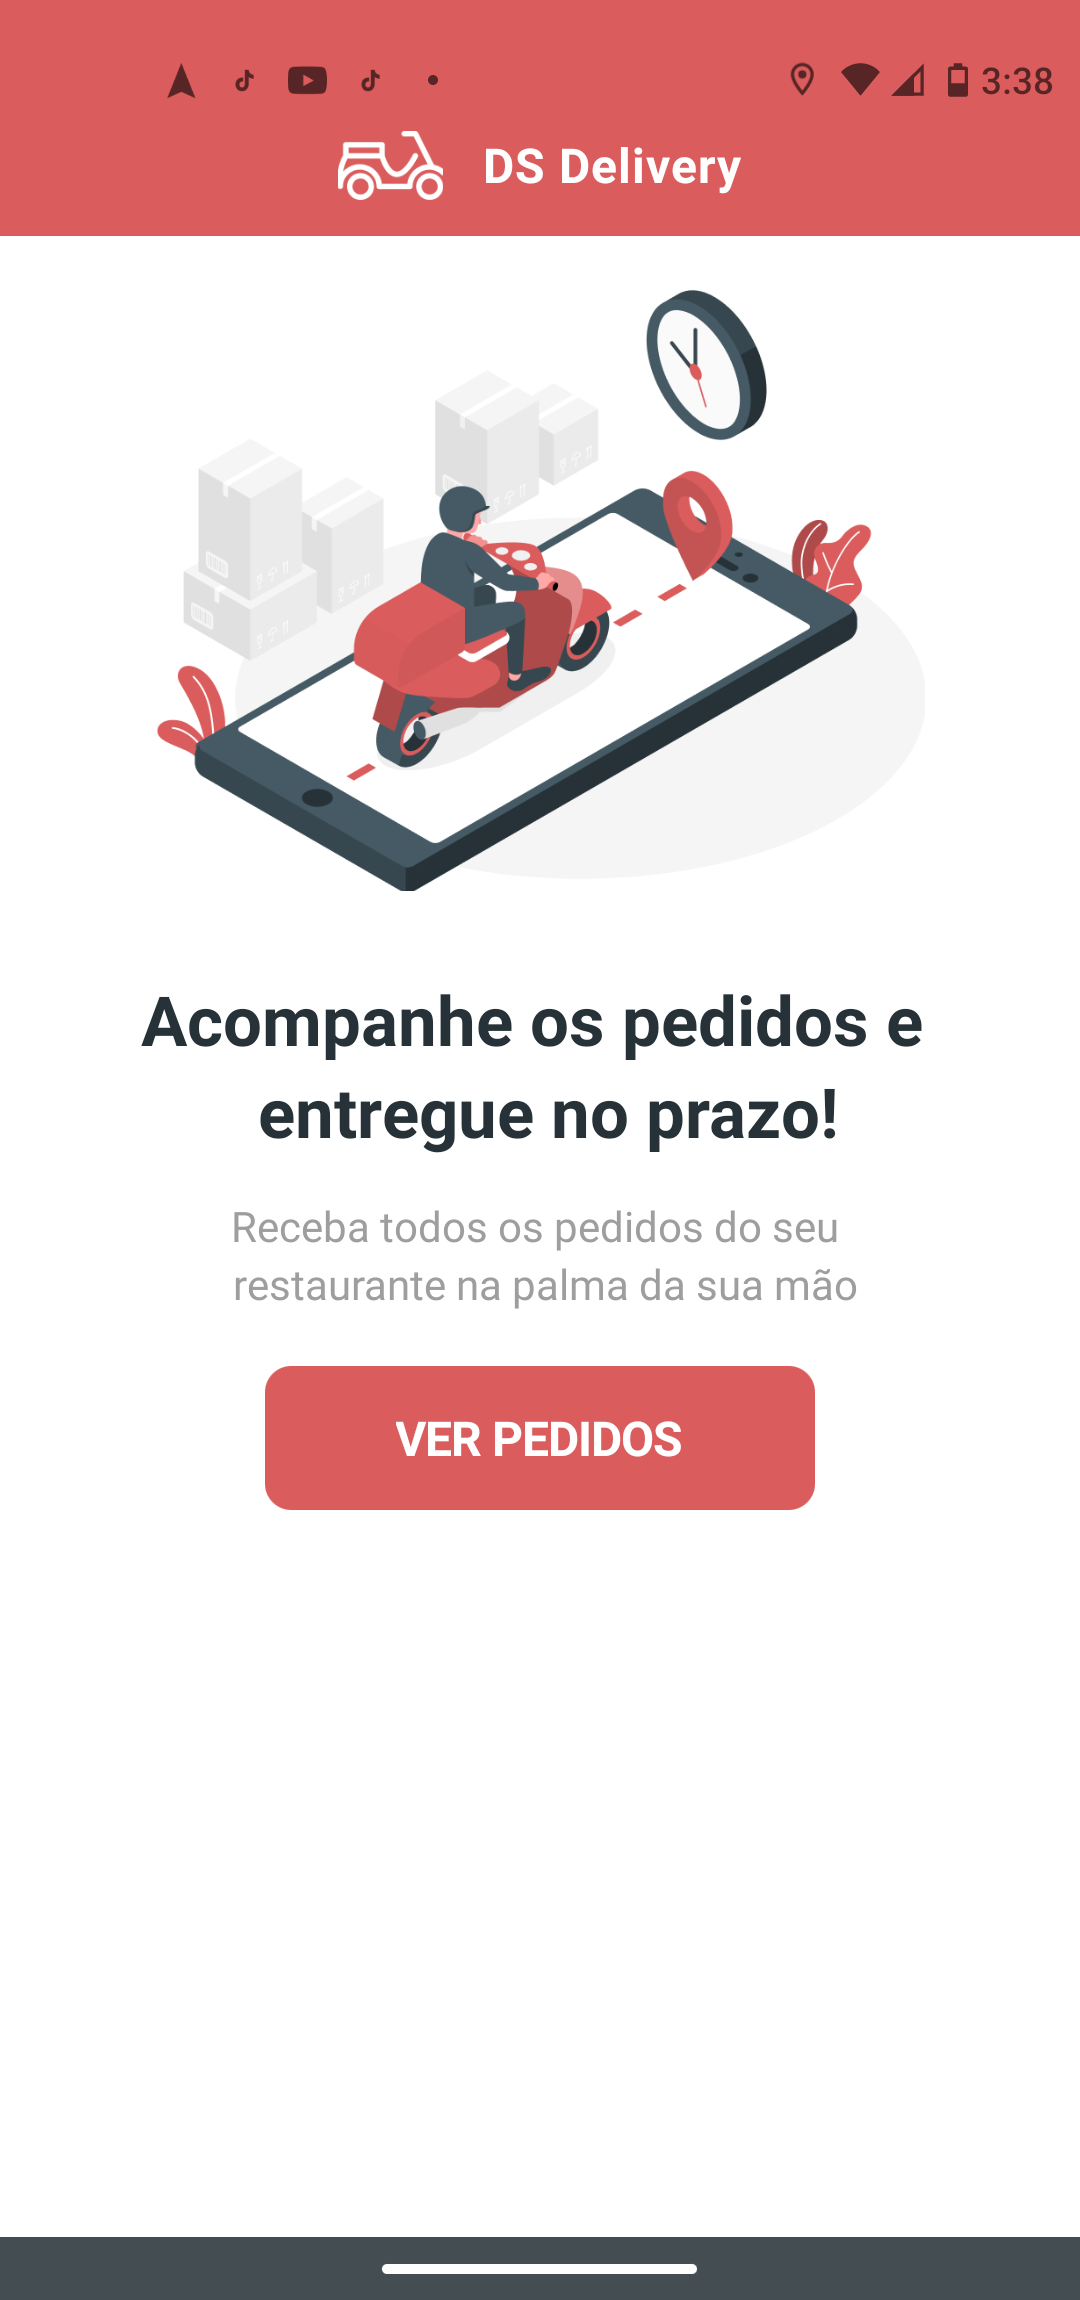 3:38
DS Delivery
Acompanhe os pedidos e
entregue no prazo!
Receba todos os pedidos do seu
restaurante na palma da sua mão
VER PEDIDOS